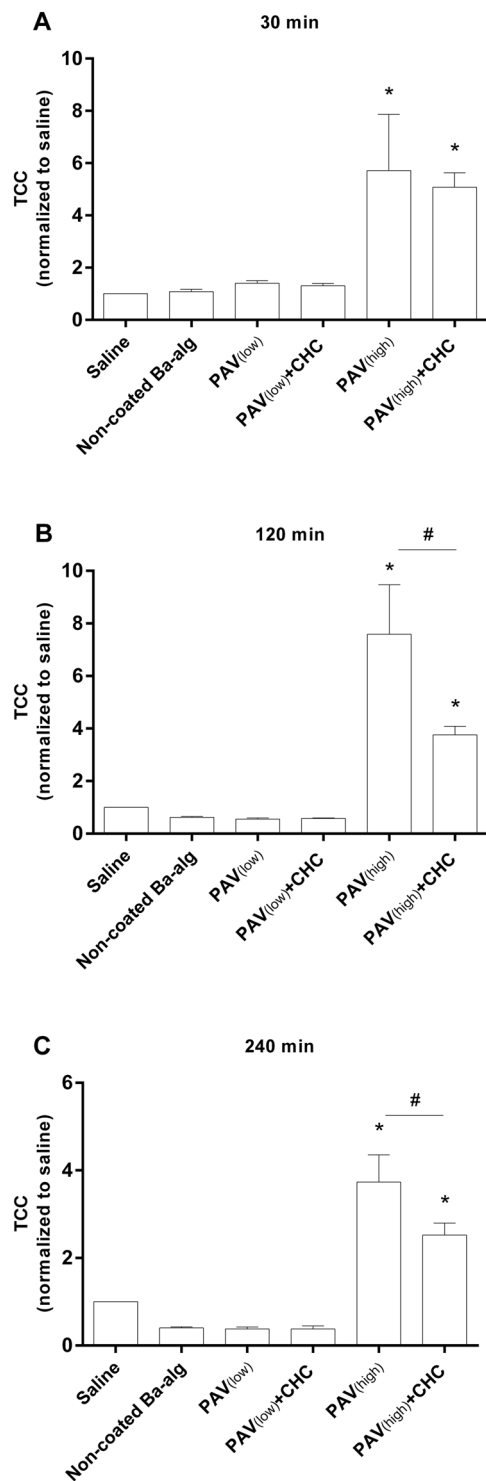 A
30 min
TCC
(normalized to saline)
10
8
6
4
2
0
*
*
Saline
Non-coated Ba-alg
PAV(low)
PAV(low)+CHC
PAV(high)
PAV(high)+CHC
B
120 min
TCC
(normalized to saline)
10
8
6
4
2
0
#
*
*
Saline
Non-coated Ba-alg
PAV(low)
PAV(low)+CHC
PAV(high)
PAV(high)+CHC
C
240 min
TCC
(normalized to saline)
6
4
2
0
#
*
*
Saline
Non-coated Ba-alg
PAV(low)
PAV(low)+CHC
PAV(high)
PAV(high)+CHC